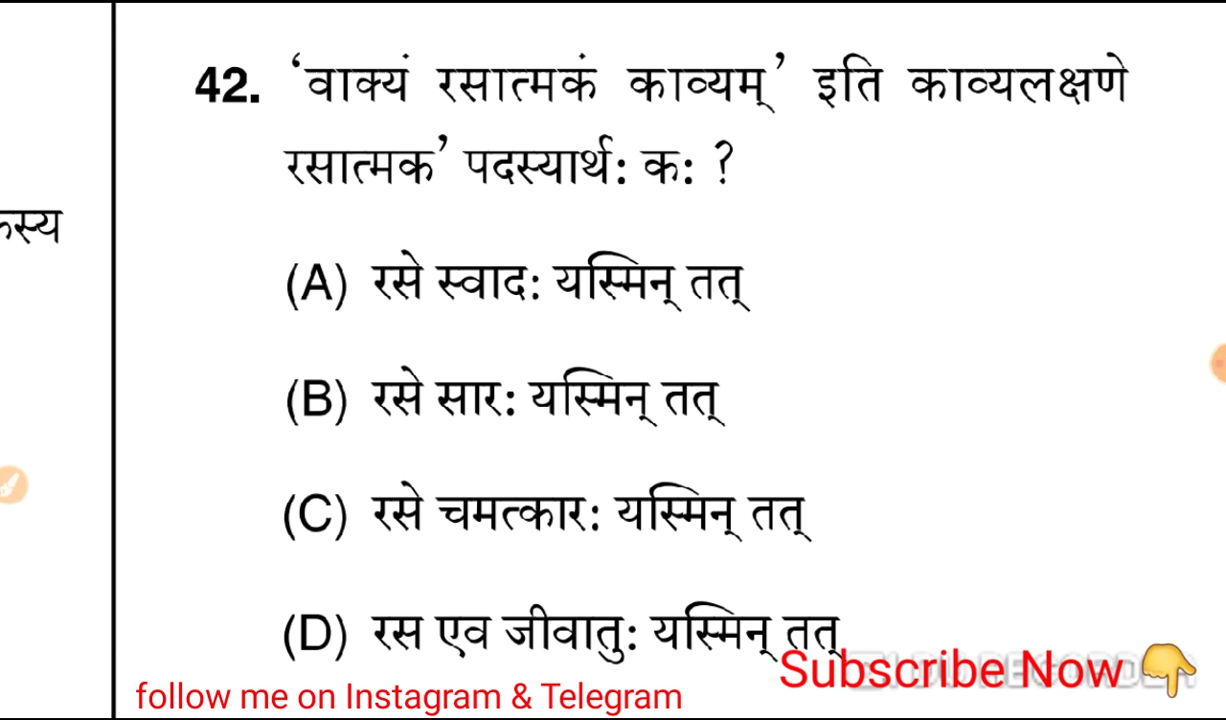 42. ‘वाक्यं रसात्मकं काव्यम्’ इति काव्यलक्षणे
रसात्मक’ पदस्यार्थः कः ?
कस्य
(A) रसे स्वादः यस्मिन् तत्
(B) रसे सारः यस्मिन् तत्
(C) रसे चमत्कारः यस्मिन् तत्
(D) रस एव जीवातुः यस्मिन् तत्
Subscribe Now 👇
follow me on Instagram & Telegram